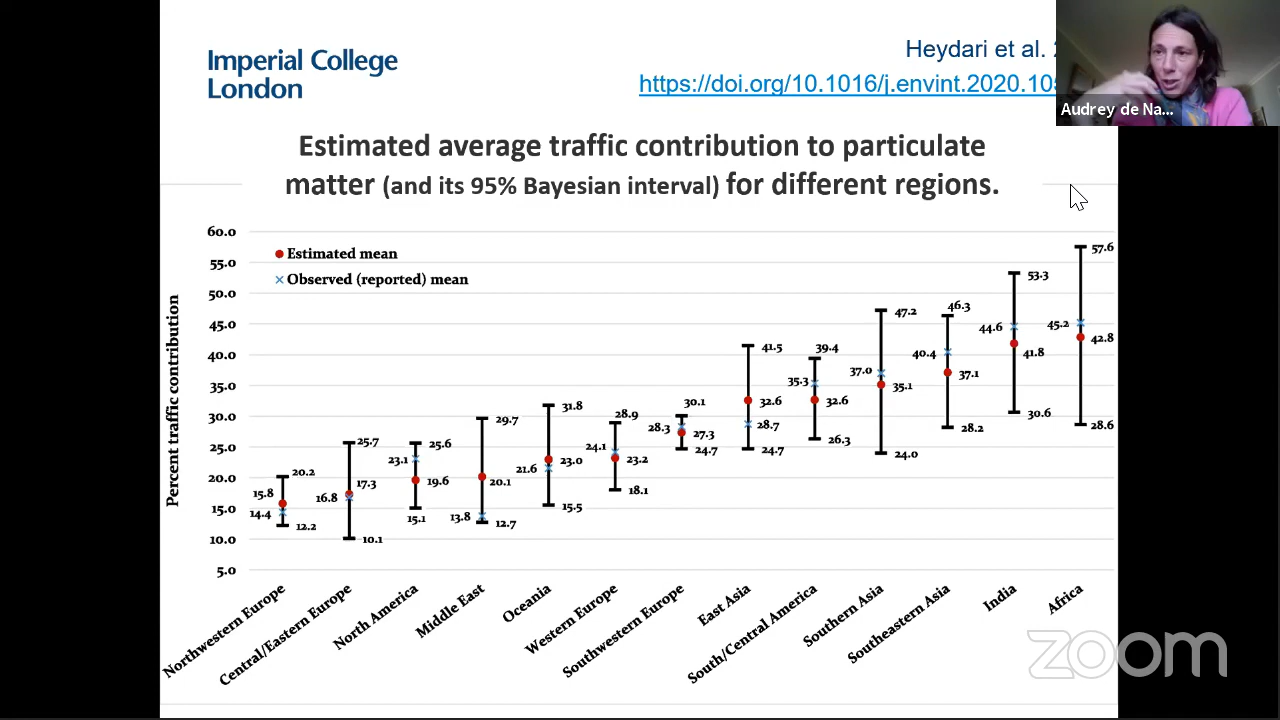 Imperial College
London
Heydari et al.
https://doi.org/10.1016/j.envint.2020.10
Audrey de Na...
Estimated average traffic contribution to particulate
matter (and its 95% Bayesian interval) for different regions.
Percent traffic contribution
60.0
55.0
50.0
45.0
40.0
35.0
30.0
25.0
20.0
15.0
10.0
5.0
Estimated mean
Observed (reported) mean
20.2
15.8
14.4
12.2
25.7
17.3
16.8
10.1
25.6
23.1
19.6
15.1
29.7
20.1
13.8
12.7
31.8
23.0
21.6
15.5
28.9
24.1
23.2
18.1
30.1
28.3
27.3
24.7
41.5
32.6
28.7
24.7
39.4
35.3
32.6
26.3
47.2
37.0
35.1
24.0
46.3
40.4
37.1
28.2
53.3
44.6
41.8
30.6
57.6
45.2
42.8
28.6
Northwestern Europe
Central/Eastern Europe
North America
Middle East
Oceania
Western Europe
Southwestern Europe
East Asia
South/Central America
Southern Asia
Southeastern Asia
India
Africa
zoom